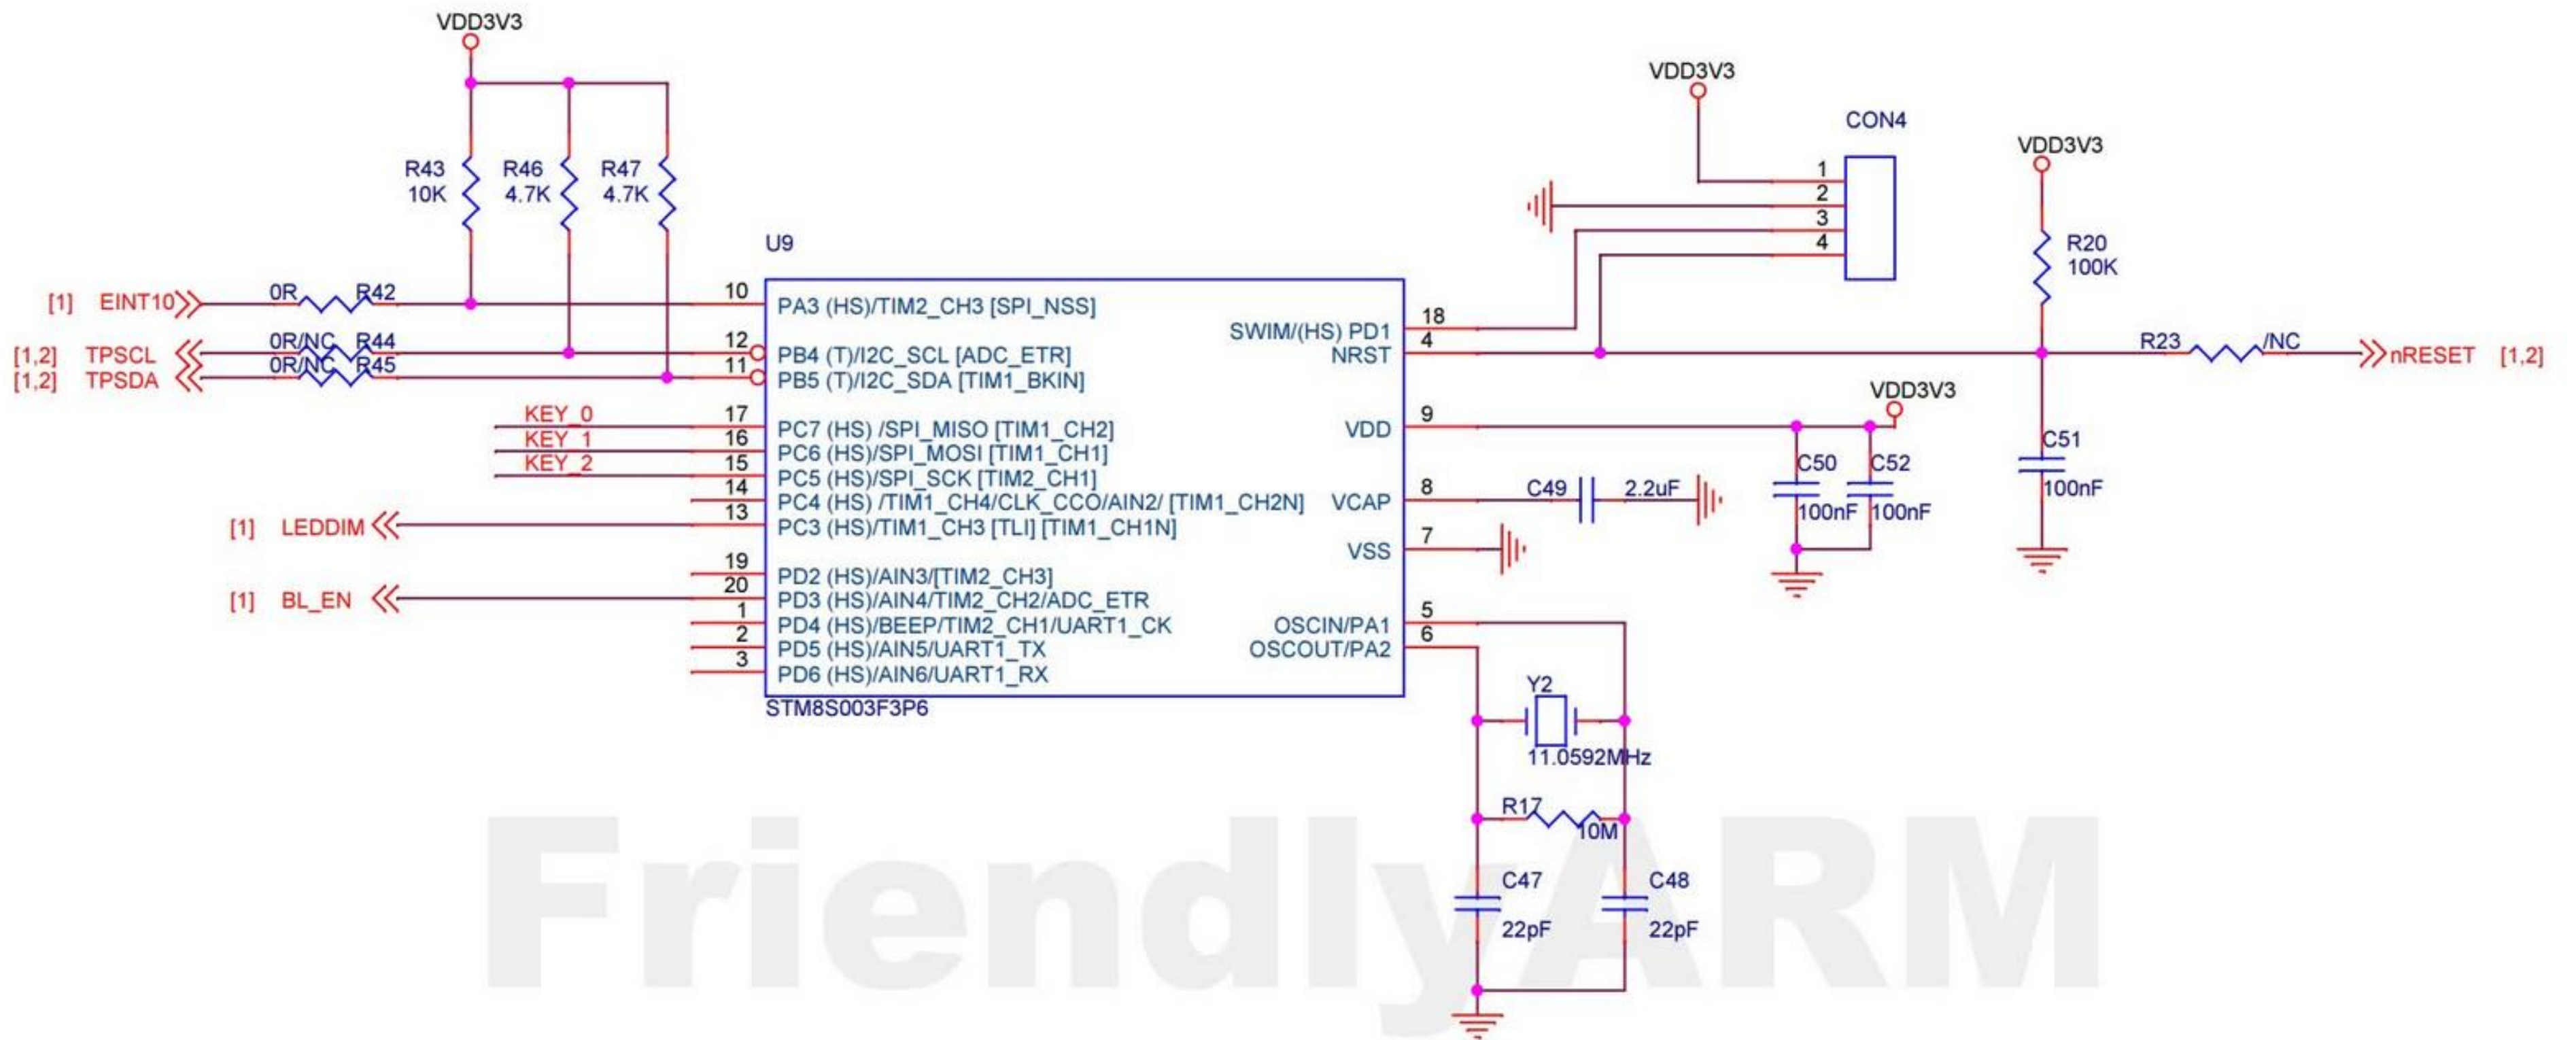 VDD3V3
R43
10K
R46
4.7K
R47
4.7K
[1] EINT10
0R R42
[1,2] TPSCL
0R/NC R44
[1,2] TPSDA
0R/NC R45
KEY_0
KEY_1
KEY_2
[1] LEDDIM
[1] BL_EN
U9
10 PA3 (HS)/TIM2_CH3 [SPI_NSS]
12 PB4 (T)/I2C_SCL [ADC_ETR]
11 PB5 (T)/I2C_SDA [TIM1_BKIN]
17 PC7 (HS) /SPI_MISO [TIM1_CH2]
16 PC6 (HS)/SPI_MOSI [TIM1_CH1]
15 PC5 (HS)/SPI_SCK [TIM2_CH1]
14 PC4 (HS) /TIM1_CH4/CLK_CCO/AIN2/ [TIM1_CH2N]
13 PC3 (HS)/TIM1_CH3 [TLI] [TIM1_CH1N]
19 PD2 (HS)/AIN3/[TIM2_CH3]
20 PD3 (HS)/AIN4/TIM2_CH2/ADC_ETR
1 PD4 (HS)/BEEP/TIM2_CH1/UART1_CK
2 PD5 (HS)/AIN5/UART1_TX
3 PD6 (HS)/AIN6/UART1_RX
STM8S003F3P6
SWIM/(HS) PD1 18
NRST 4
VDD 9
VCAP 8
VSS 7
OSCIN/PA1 5
OSCOUT/PA2 6
VDD3V3
CON4
1
2
3
4
VDD3V3
R20
100K
R23 /NC
nRESET [1,2]
VDD3V3
C50
100nF
C52
100nF
C51
100nF
C49 2.2uF
Y2
11.0592MHz
R17
10M
C47
22pF
C48
22pF
FriendlyARM